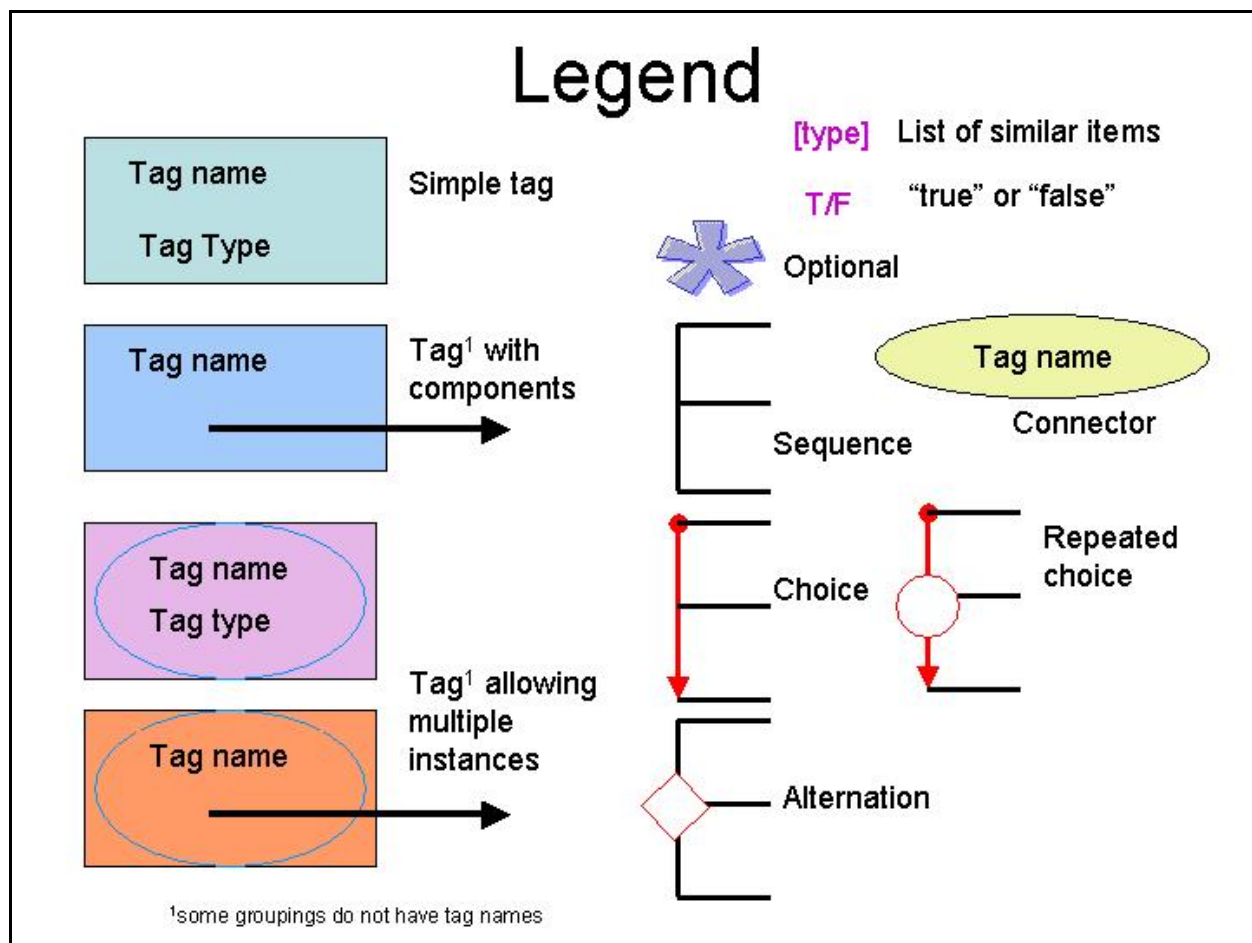 Legend
Tag name
Tag Type
Simple tag
[type] List of similar items
T/F “true” or “false”
Optional
Tag name
Tag¹ with
components
Sequence
Tag name
Connector
Tag name
Tag type
Choice
Repeated
choice
Tag name
Tag¹ allowing
multiple
instances
Alternation
¹some groupings do not have tag names